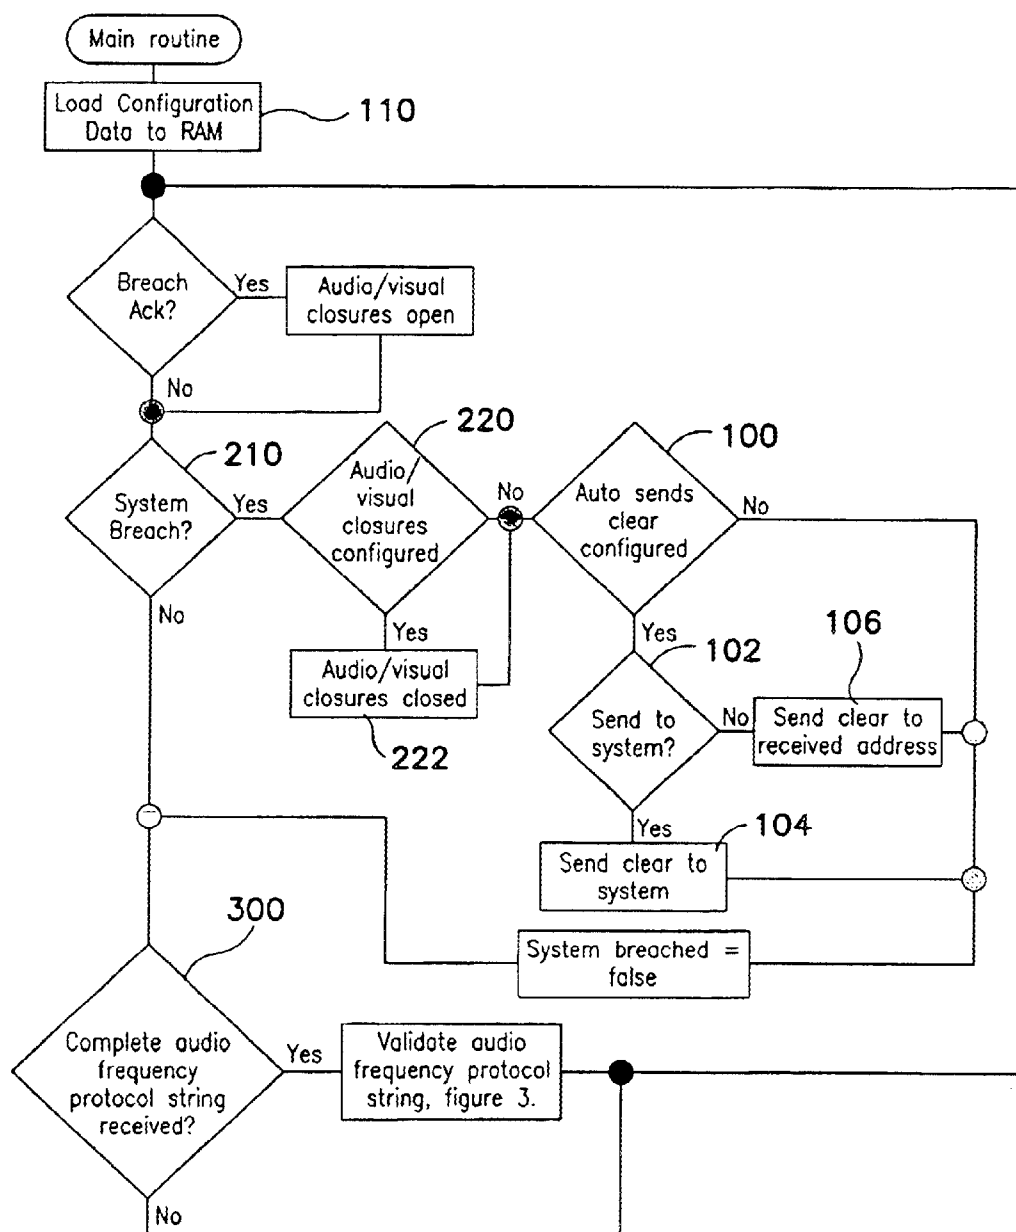 Main routine
Load Configuration
Data to RAM
110
Breach
Ack?
Yes
Audio/visual
closures open
No
210
System
Breach?
Yes
No
220
Audio/
visual
closures
configured
No
Yes
Audio/visual
closures closed
222
100
Auto sends
clear
configured
No
Yes
102
Send to
system?
No
106
Send clear to
received address
Yes
104
Send clear to
system
System breached =
false
300
Complete audio
frequency
protocol string
received?
Yes
Validate audio
frequency protocol
string, figure 3.
No